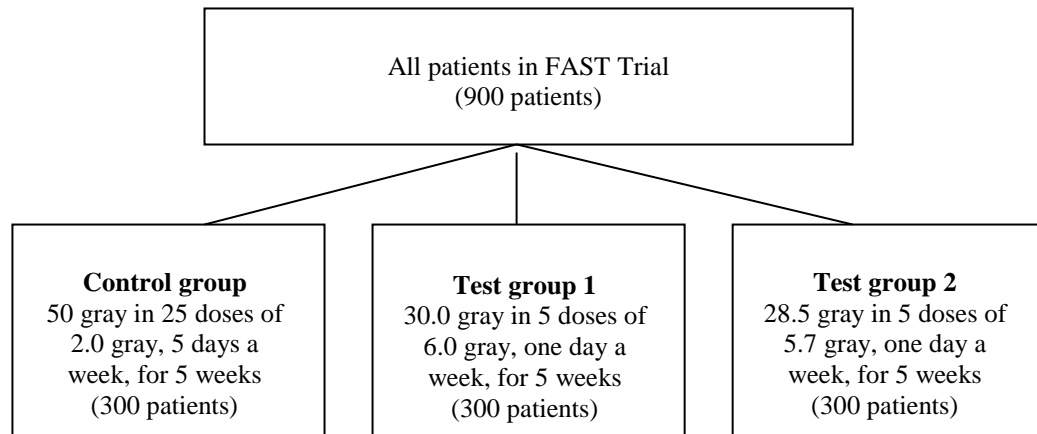 All patients in FAST Trial
(900 patients)
Control group
50 gray in 25 doses of
2.0 gray, 5 days a
week, for 5 weeks
(300 patients)
Test group 1
30.0 gray in 5 doses of
6.0 gray, one day a
week, for 5 weeks
(300 patients)
Test group 2
28.5 gray in 5 doses of
5.7 gray, one day a
week, for 5 weeks
(300 patients)